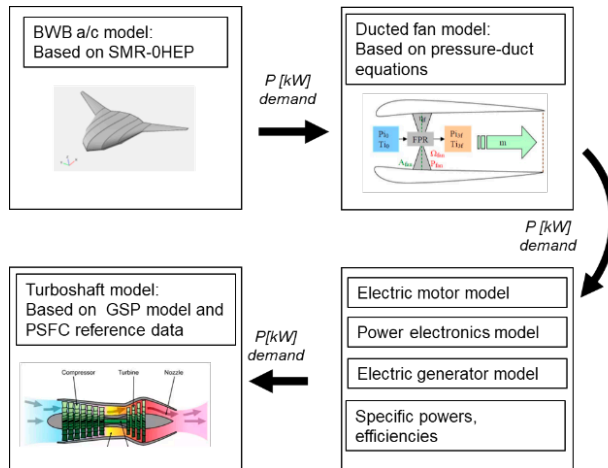 BWB a/c model:
Based on SMR-0HEP
P [kW]
demand
Ducted fan model:
Based on pressure-duct
equations
FPR
m
P [kW]
demand
Electric motor model
Power electronics model
Electric generator model
Specific powers,
efficiencies
P[kW]
demand
Turboshaft model:
Based on GSP model and
PSFC reference data
Compressor
Turbine
Nozzle